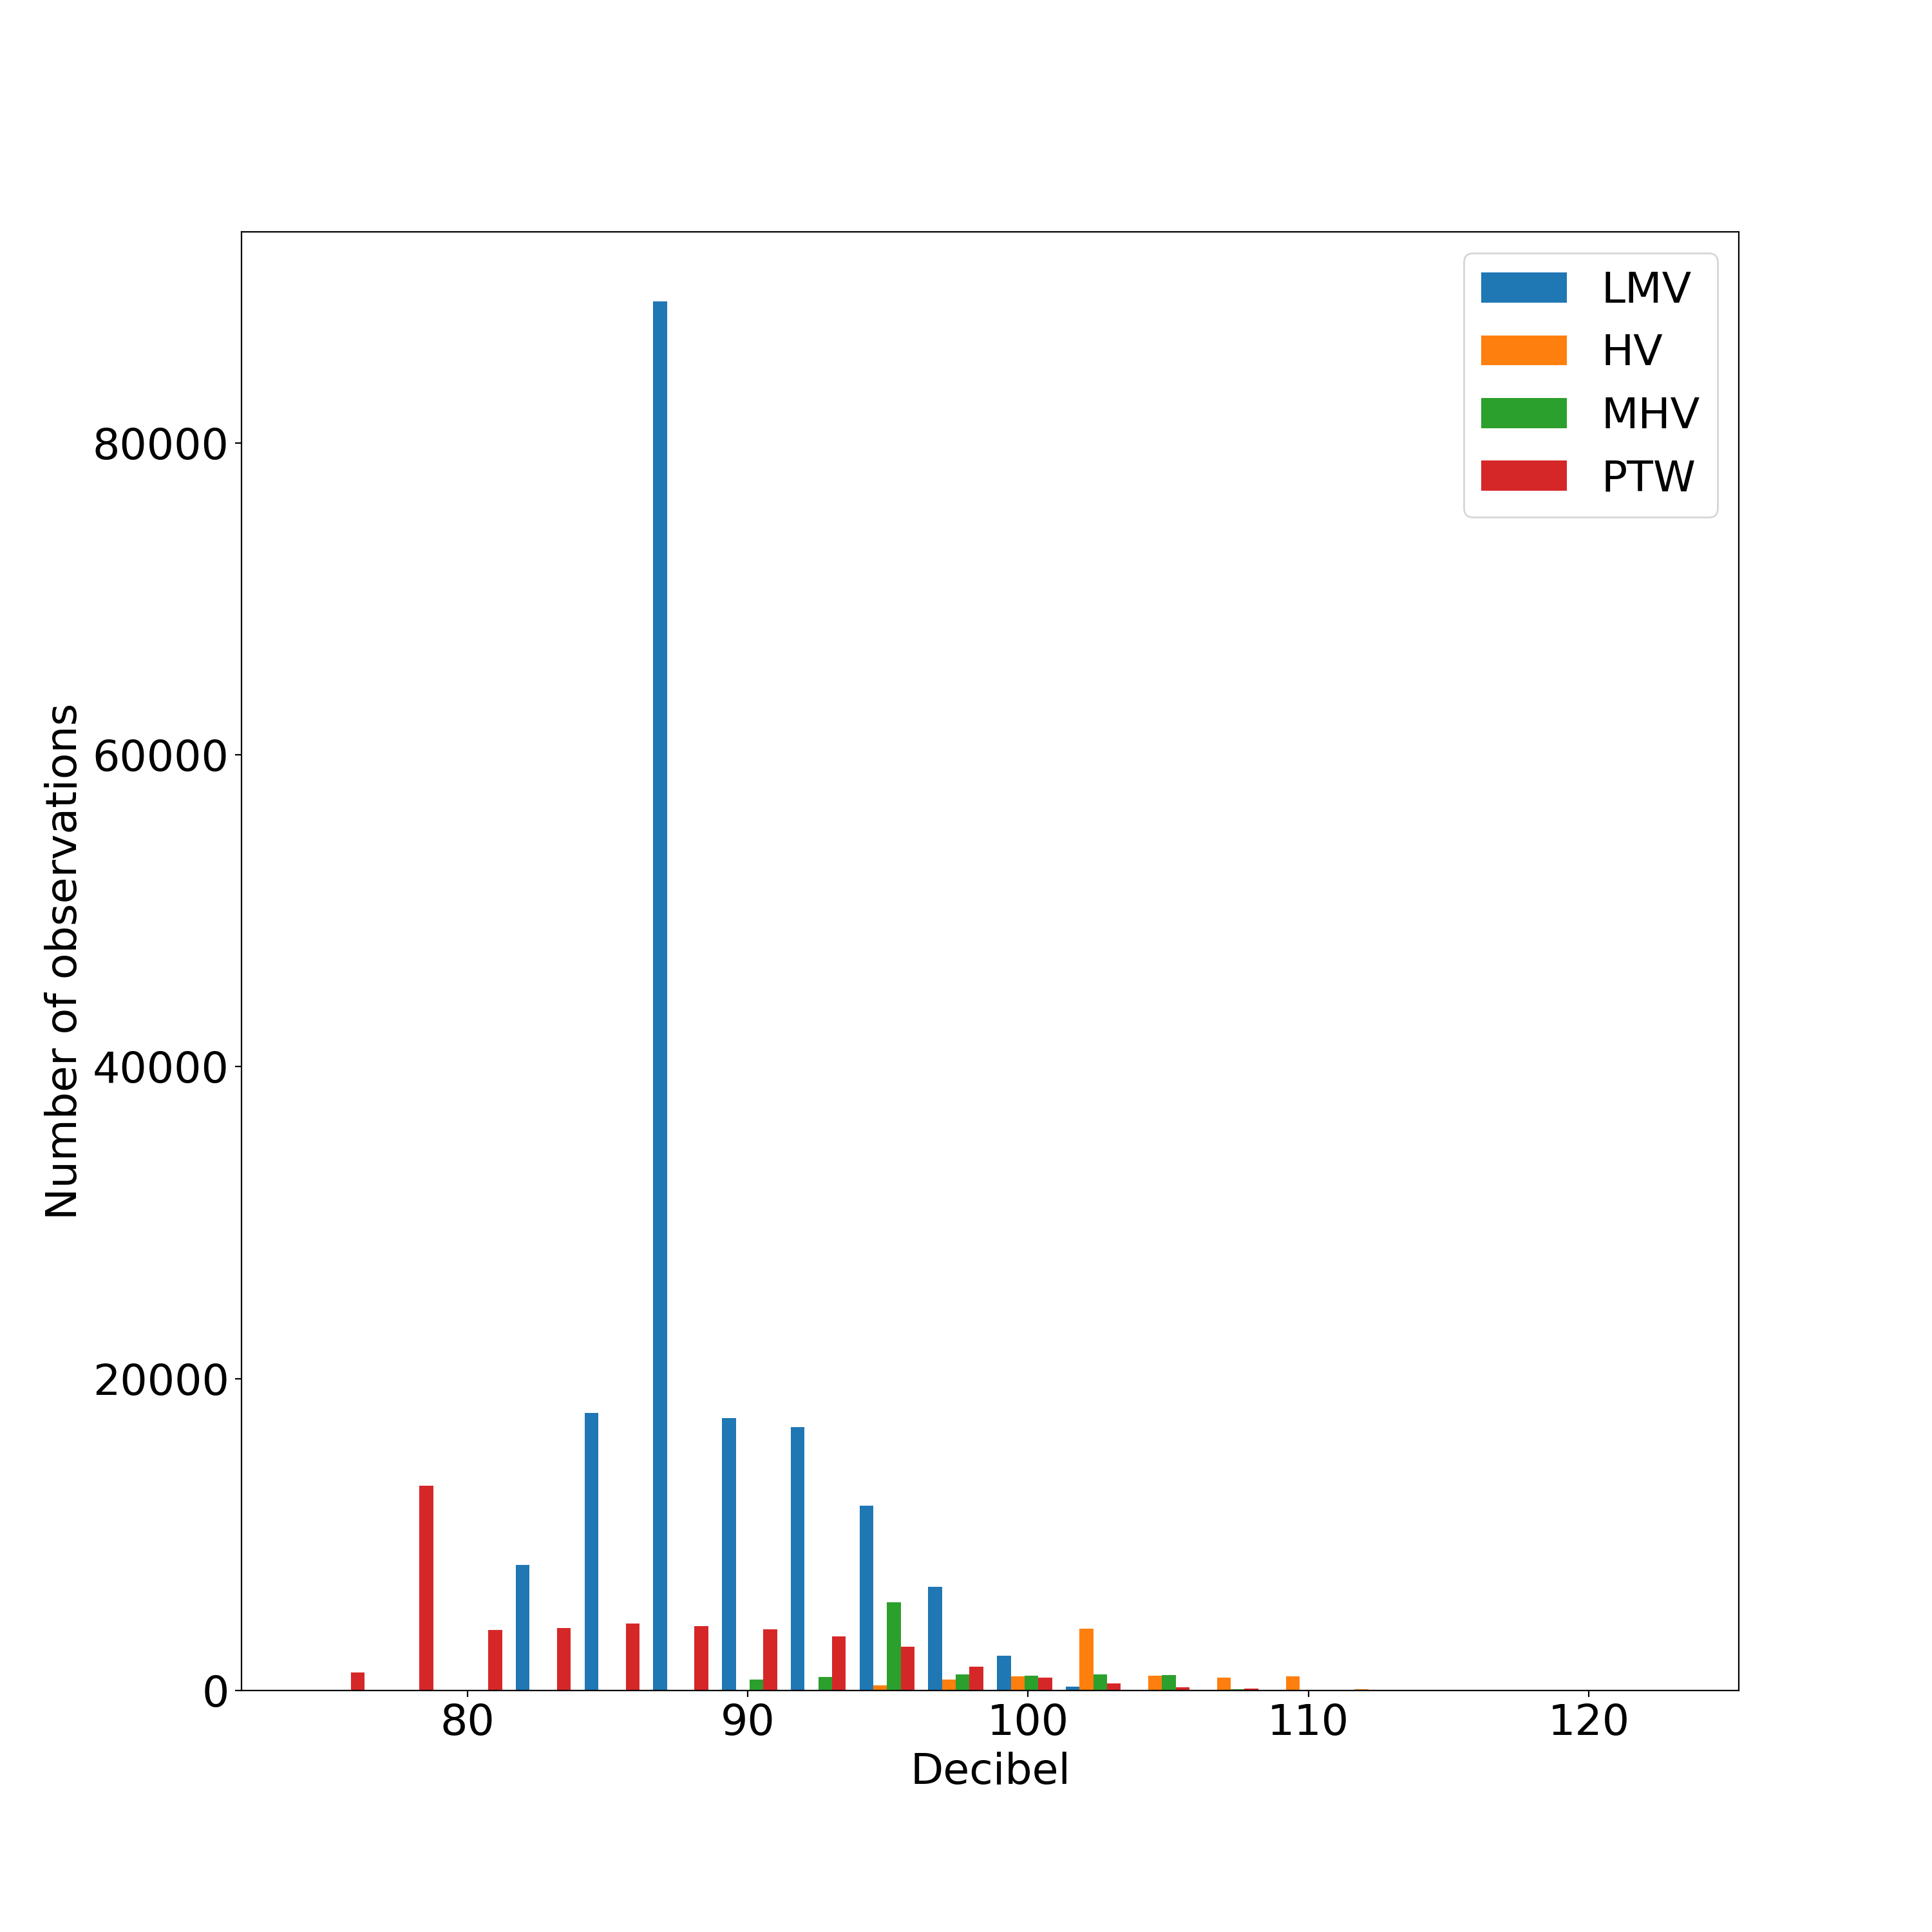 LMV
HV
MHV
PTW
Number of observations
80000
60000
40000
20000
0
80 90 100 110 120
Decibel